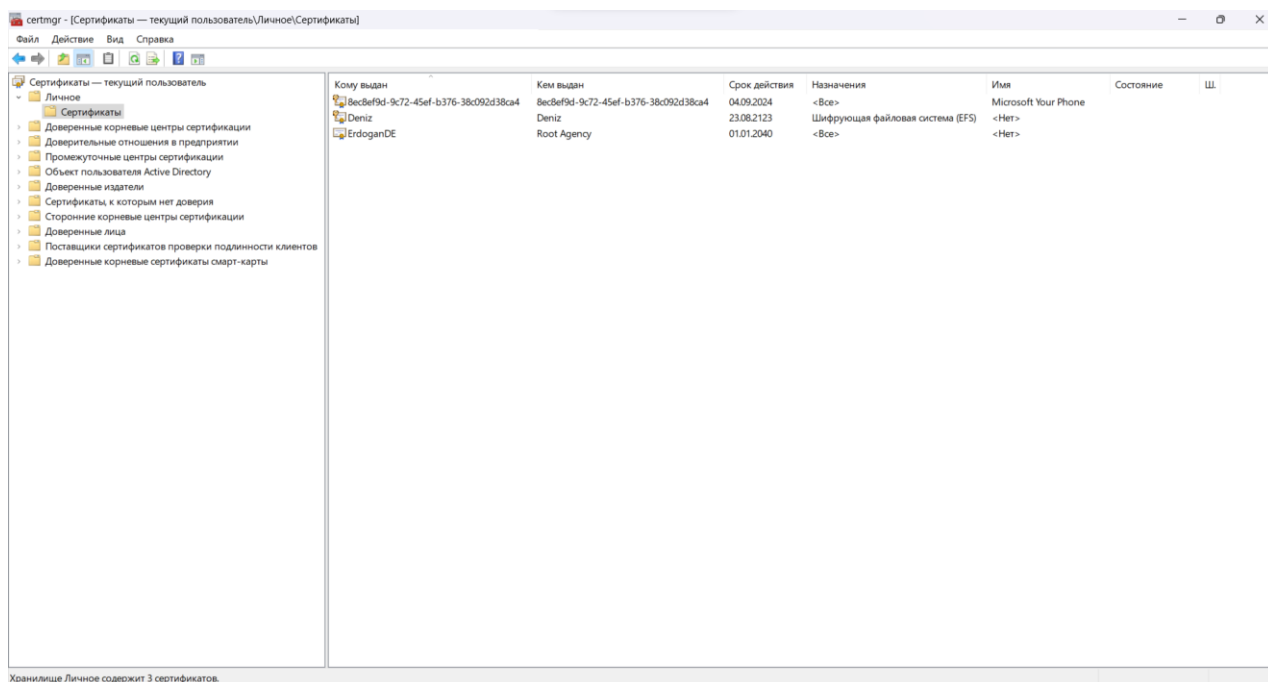 certmgr - [Сертификаты — текущий пользователь\Личное\Сертификаты]
Файл Действие Вид Справка
Сертификаты — текущий пользователь
Личное
Сертификаты
Доверенные корневые центры сертификации
Доверительные отношения в предприятии
Промежуточные центры сертификации
Объект пользователя Active Directory
Доверенные издатели
Сертификаты, к которым нет доверия
Сторонние корневые центры сертификации
Доверенные лица
Поставщики сертификатов проверки подлинности клиентов
Доверенные корневые сертификаты смарт-карты
Кому выдан Кем выдан Срок действия Назначения Имя Состояние Ш.
8ec8ef9d-9c72-45ef-b376-38c092d38ca4 8ec8ef9d-9c72-45ef-b376-38c092d38ca4 04.09.2024 <Все> Microsoft Your Phone
Deniz Deniz 23.08.2123 Шифрующая файловая система (EFS) <Нет>
ErdoganDE Root Agency 01.01.2040 <Все> <Нет>
Хранилище Личное содержит 3 сертификатов.